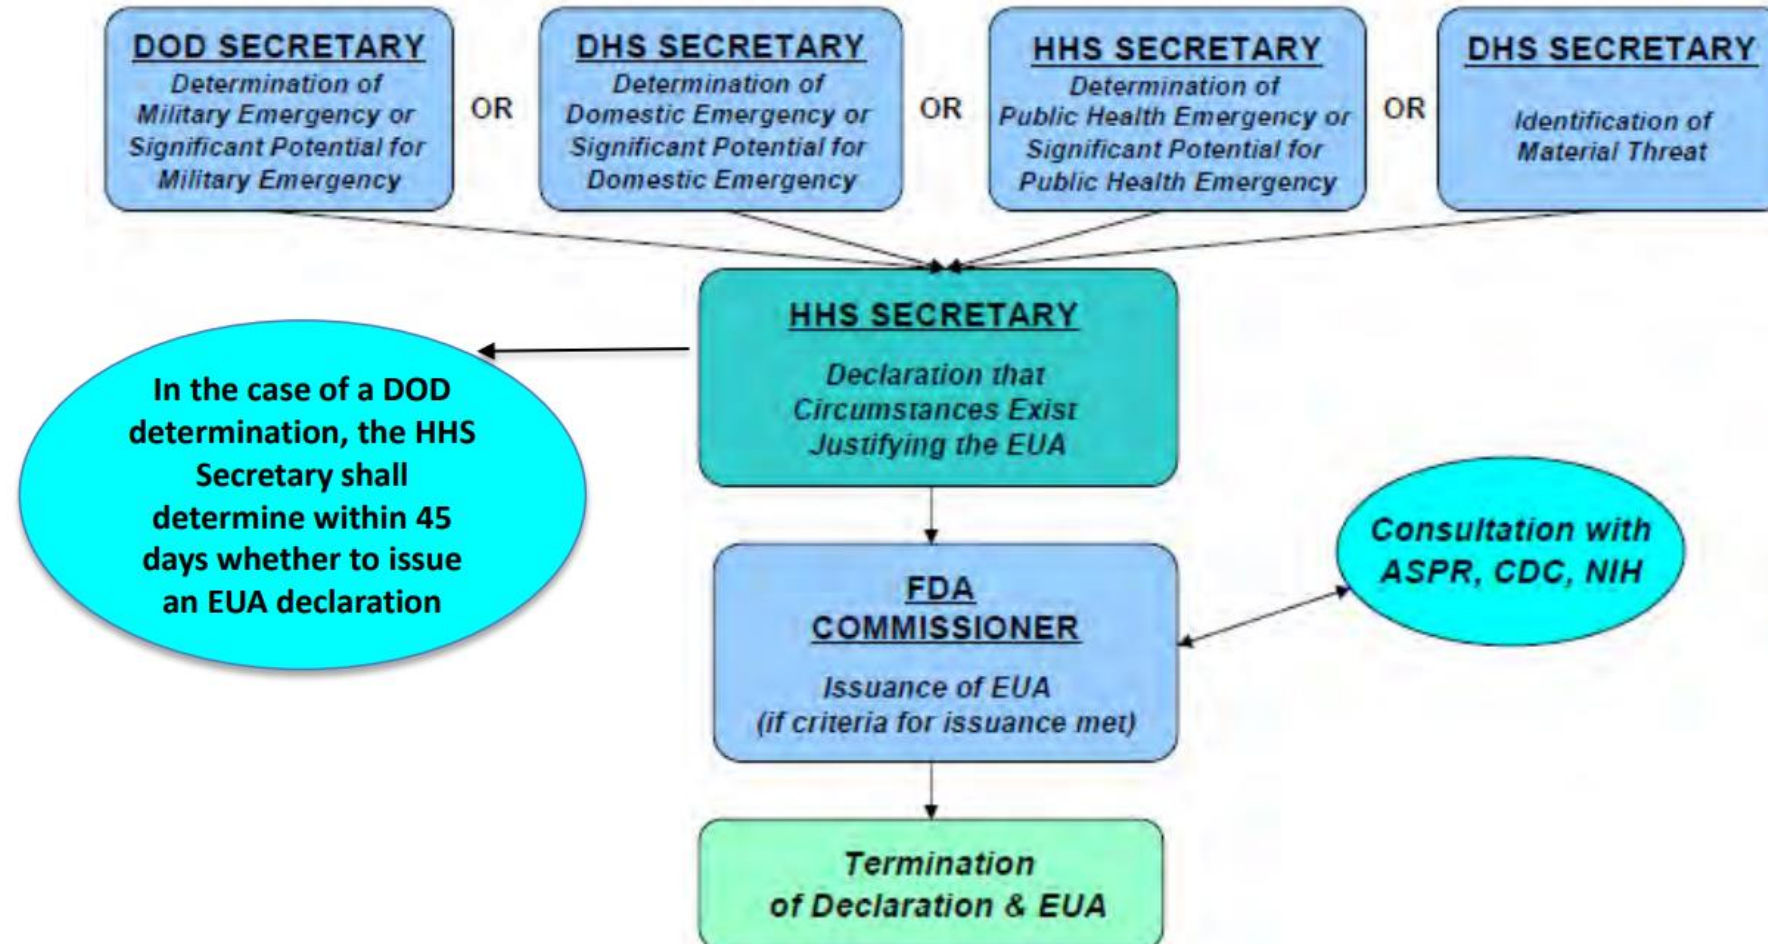 DOD SECRETARY
Determination of
Military Emergency or
Significant Potential for
Military Emergency
OR
DHS SECRETARY
Determination of
Domestic Emergency or
Significant Potential for
Domestic Emergency
OR
HHS SECRETARY
Determination of
Public Health Emergency or
Significant Potential for
Public Health Emergency
OR
DHS SECRETARY
Identification of
Material Threat
HHS SECRETARY
Declaration that
Circumstances Exist
Justifying the EUA
In the case of a DOD
determination, the HHS
Secretary shall
determine within 45
days whether to issue
an EUA declaration
FDA
COMMISSIONER
Issuance of EUA
(if criteria for issuance met)
Consultation with
ASPR, CDC, NIH
Termination
of Declaration & EUA